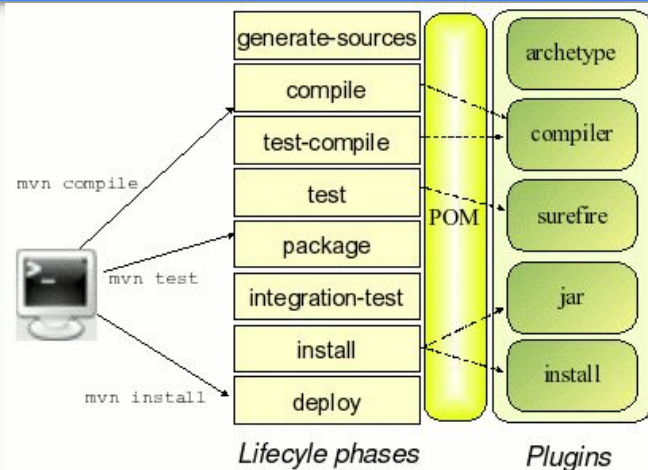 generate-sources
compile
test-compile
test
package
integration-test
install
deploy
Lifecyle phases
mvn compile
mvn test
mvn install
>_
POM
archetype
compiler
surefire
jar
install
Plugins